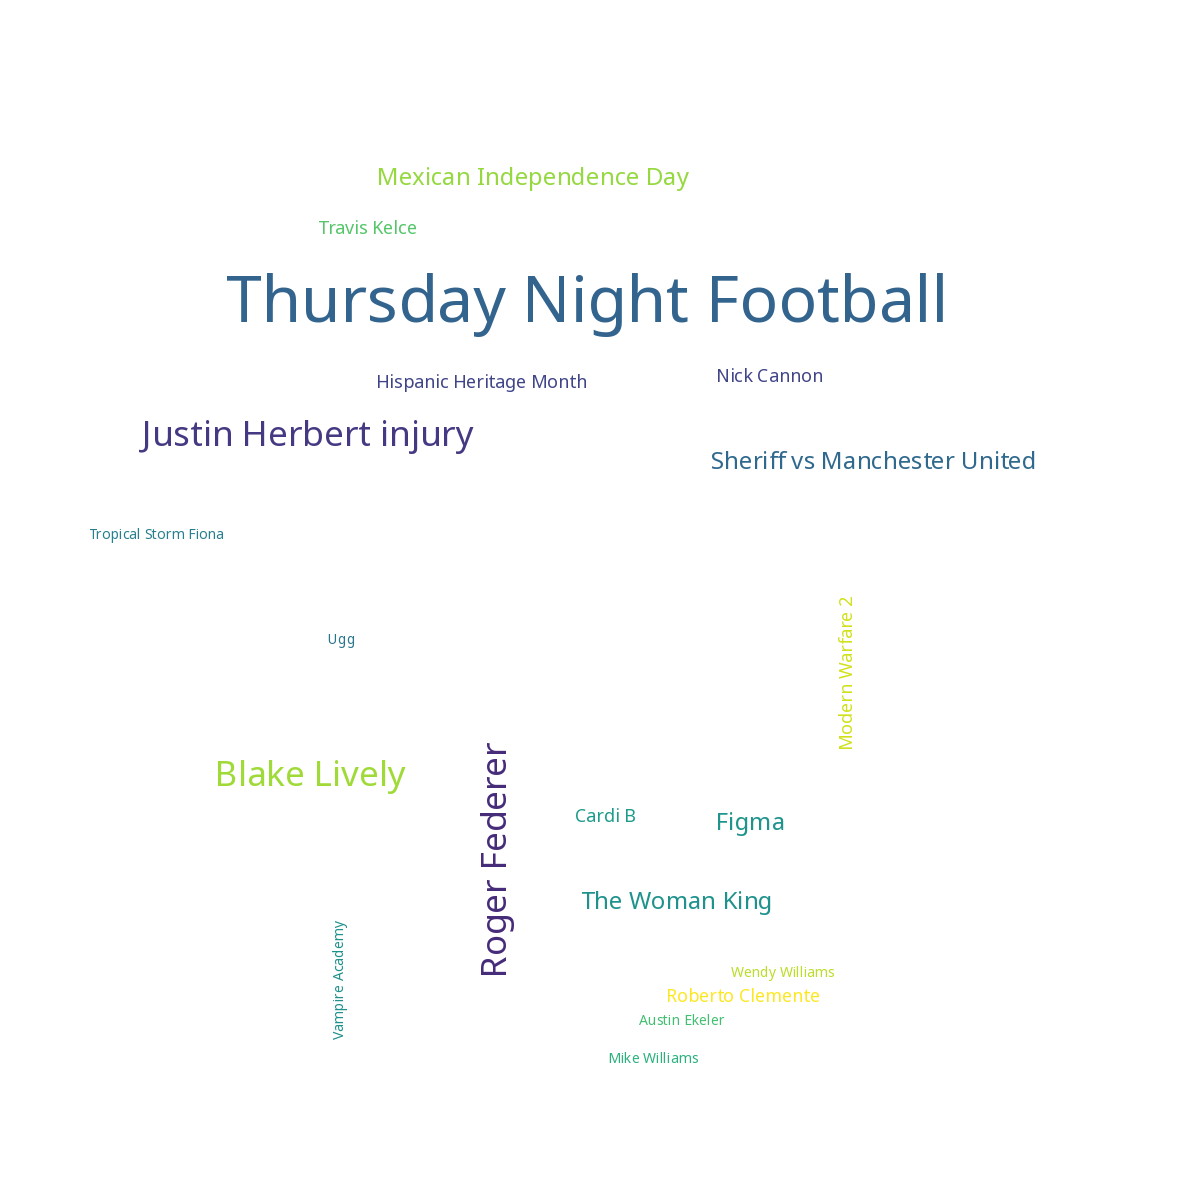 Mexican Independence Day
Travis Kelce
Thursday Night Football
Hispanic Heritage Month
Nick Cannon
Justin Herbert injury
Sheriff vs Manchester United
Tropical Storm Fiona
Modern Warfare 2
Ugg
Blake Lively
Roger Federer
Cardi B
Figma
The Woman King
Vampire Academy
Wendy Williams
Roberto Clemente
Austin Ekeler
Mike Williams